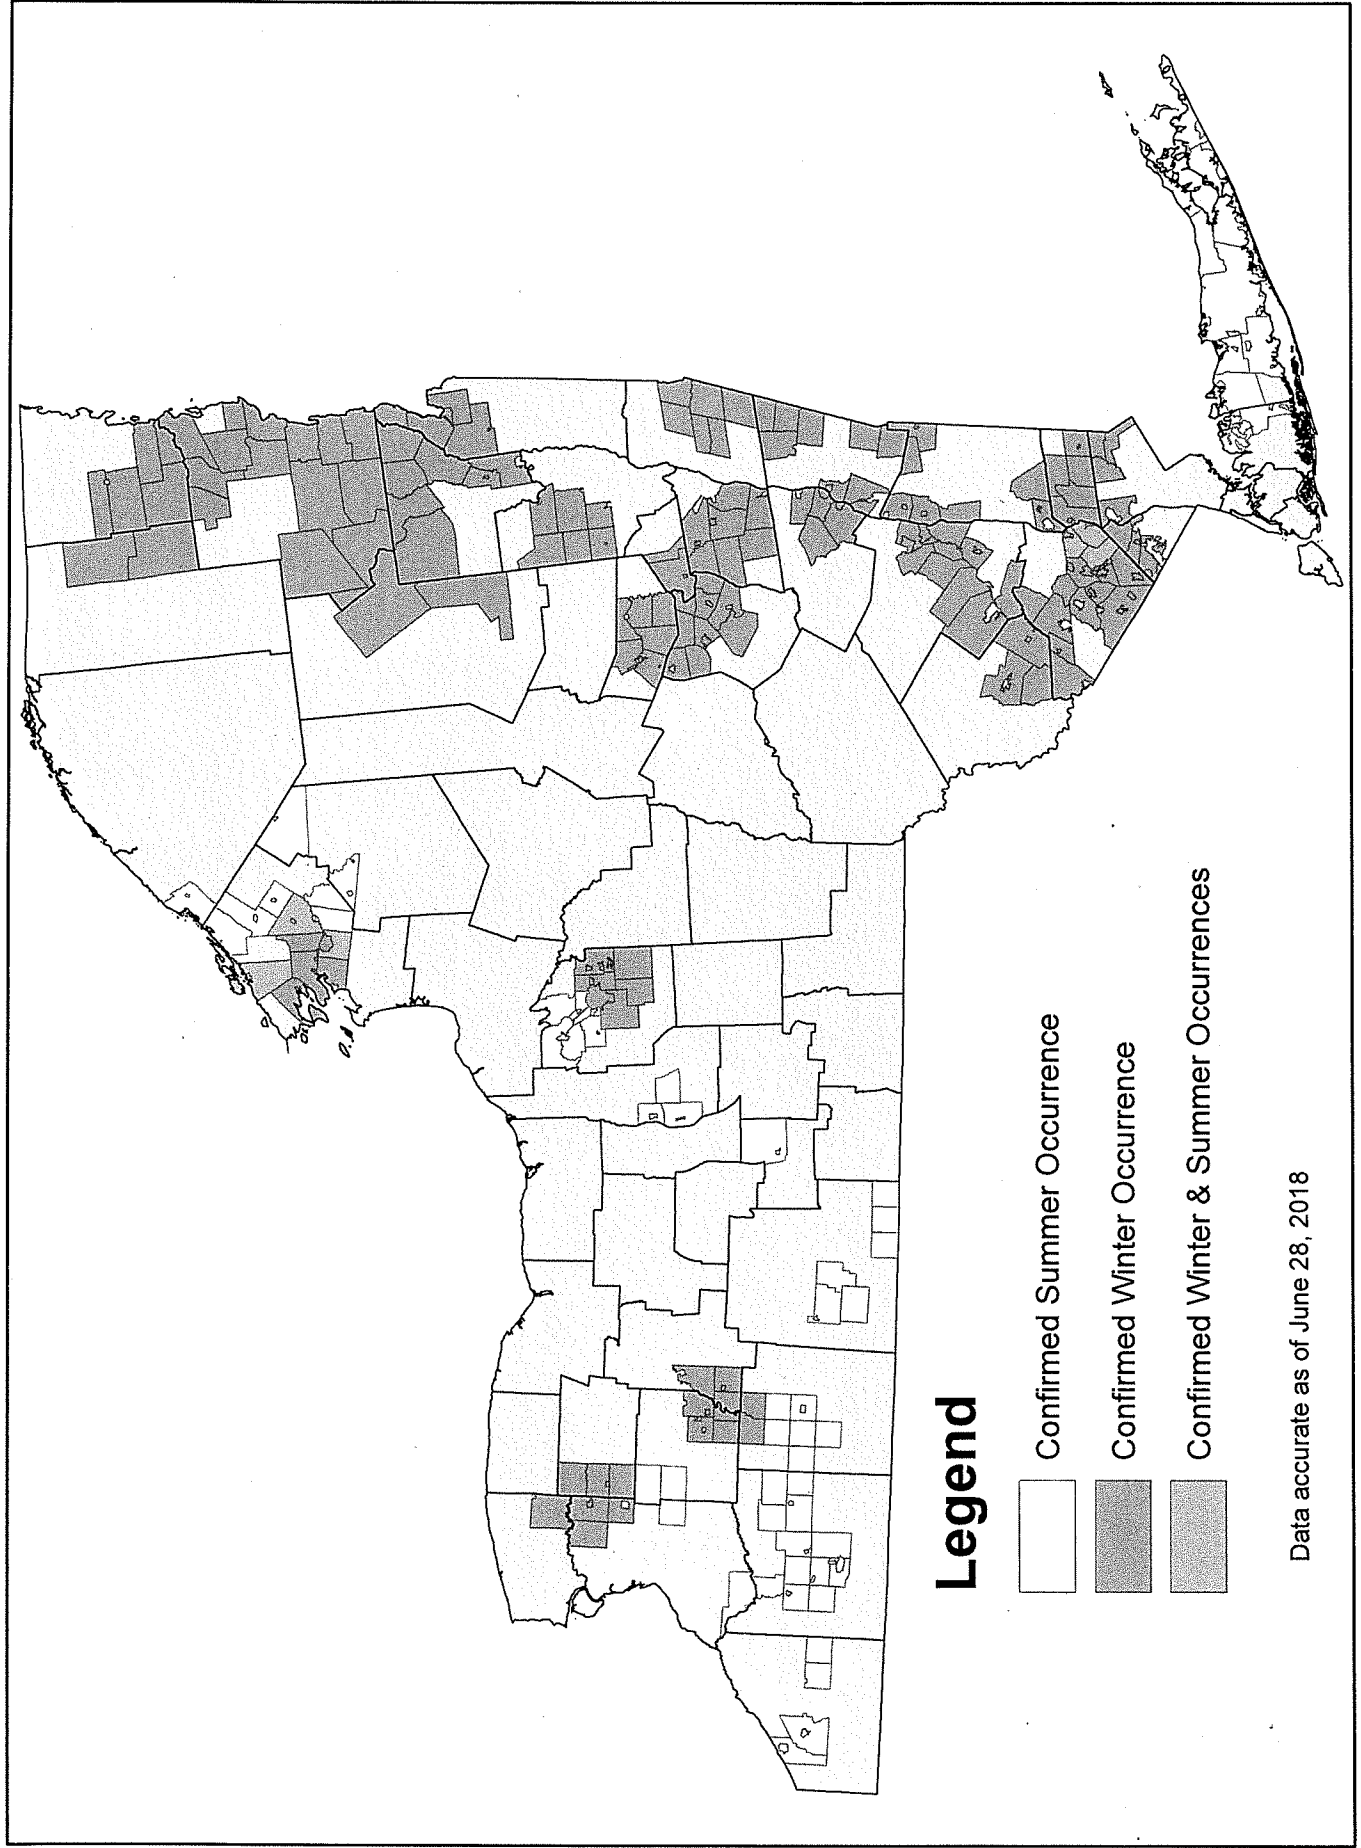 Legend
Confirmed Summer Occurrence
Confirmed Winter Occurrence
Confirmed Winter & Summer Occurrences
Data accurate as of June 28, 2018